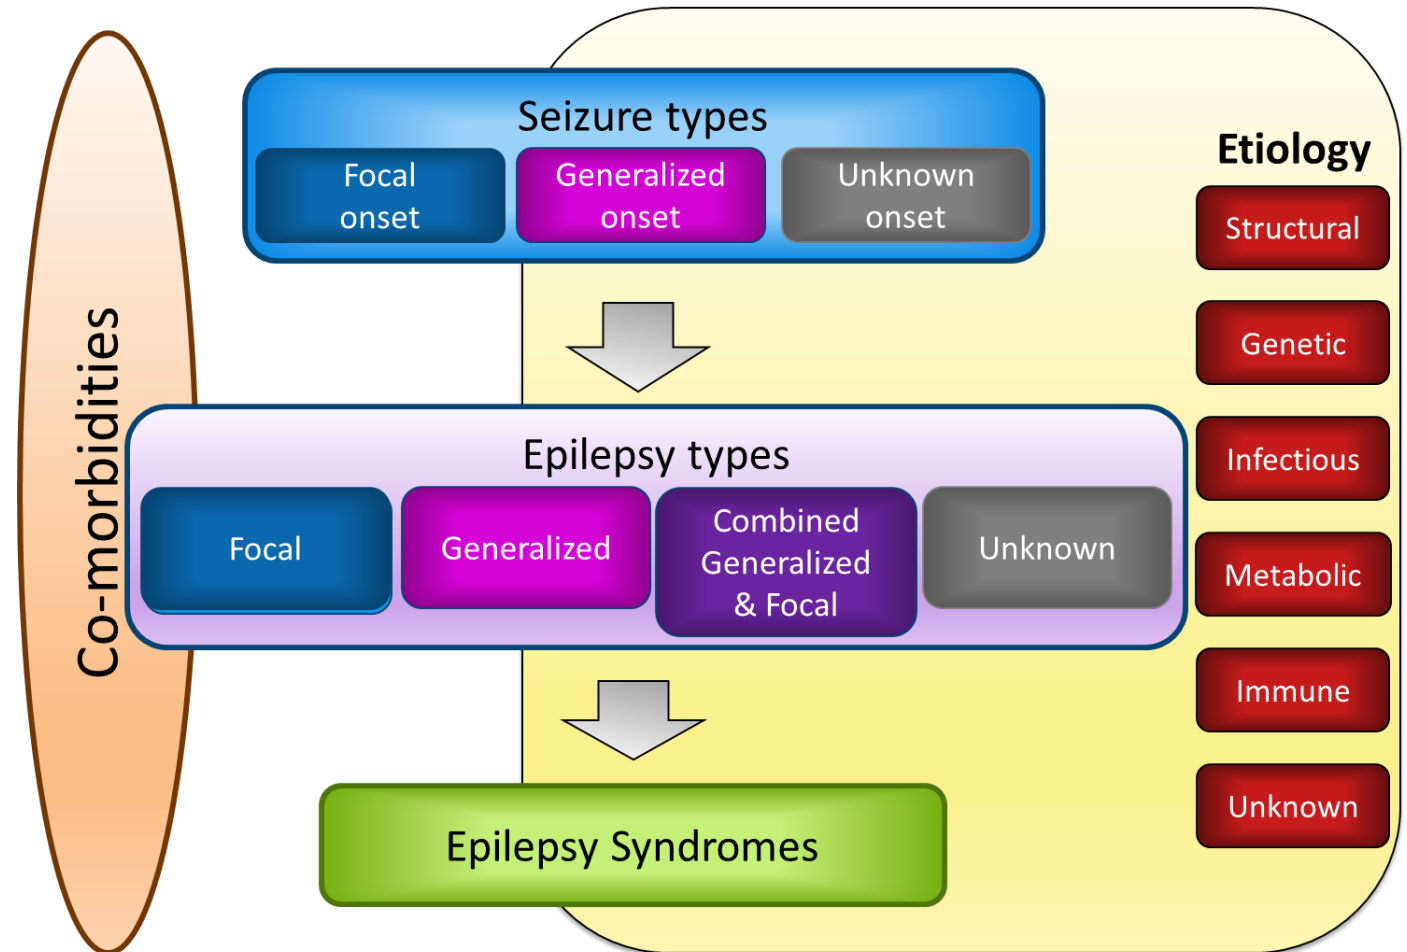 Co-morbidities
Seizure types
Focal
onset
Generalized
onset
Unknown
onset
Epilepsy types
Focal
Generalized
Combined
Generalized
& Focal
Unknown
Epilepsy Syndromes
Etiology
Structural
Genetic
Infectious
Metabolic
Immune
Unknown